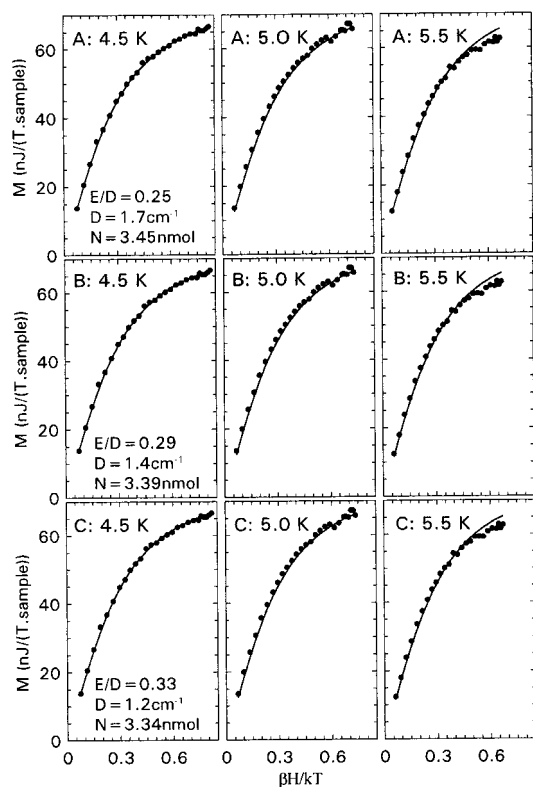 A: 4.5 K
A: 5.0 K
A: 5.5 K
60
40
20
0
M (nJ/(T.sample))
E/D = 0.25
D = 1.7cm⁻¹
N = 3.45nmol
B: 4.5 K
B: 5.0 K
B: 5.5 K
60
40
20
0
M (nJ/(T.sample))
E/D = 0.29
D = 1.4cm⁻¹
N = 3.39nmol
C: 4.5 K
C: 5.0 K
C: 5.5 K
60
40
20
0
M (nJ/(T.sample))
E/D=0.33
D = 1.2cm⁻¹
N = 3.34nmol
0 0.3 0.6 0 0.3 0.6 0 0.3 0.6
βH/kT